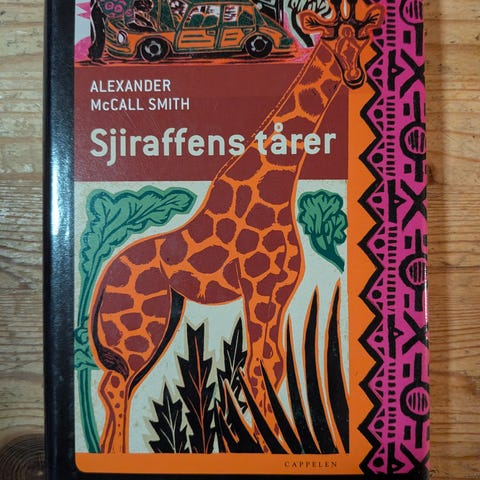 ALEXANDER
McCALL SMITH
Sjiraffens tårer
CAPPELEN